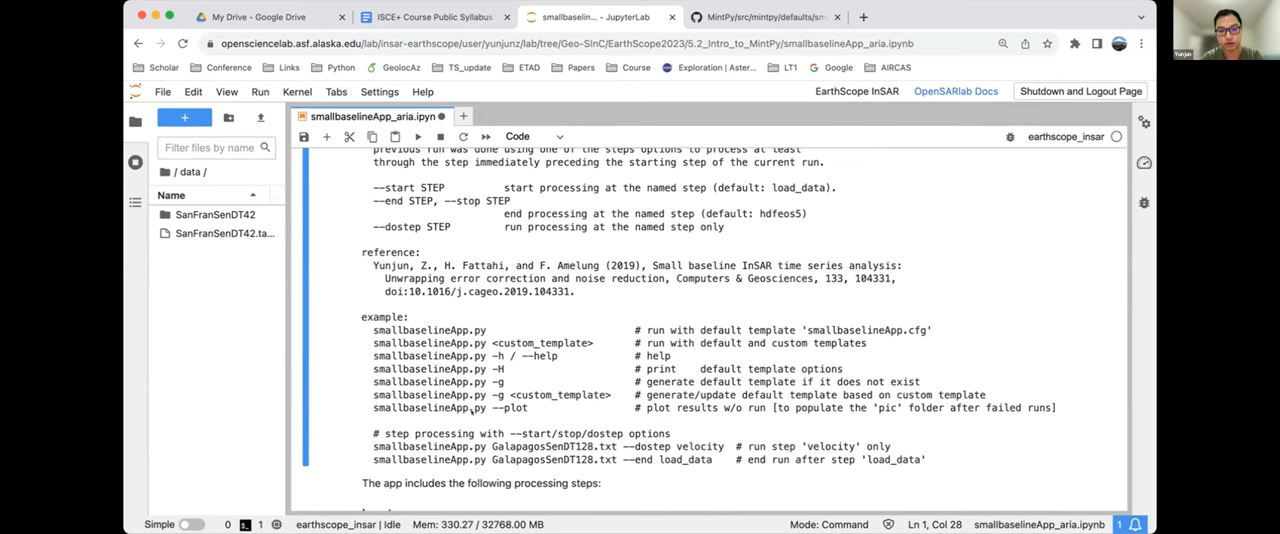 My Drive - Google Drive
ISCE+ Course Public Syllabus
smallbaselin... - JupyterLab
MintPy/src/mintpy/defaults/sm
opensciencelab.asf.alaska.edu/lab/insar-earthscope/user/yunjunz/lab/tree/Geo-SInC/EarthScope2023/5.2_Intro_to_MintPy/smallbaselineApp_aria.ipynb
Scholar
Conference
Links
Python
GeolocAz
TS_update
ETAD
Papers
Course
Exploration | Aster...
LT1
Google
AIRCAS
File Edit View Run Kernel Tabs Settings Help
EarthScope InSAR
OpenSARlab Docs
Shutdown and Logout Page
smallbaselineApp_aria.ipynb
Filter files by name
Code
earthscope_insar
/ data /
Name
SanFranSenDT42
SanFranSenDT42.ta...
previous run was done using one of the steps options to process at least
through the step immediately preceding the starting step of the current run.
--start STEP start processing at the named step (default: load_data).
--end STEP, --stop STEP
end processing at the named step (default: hdfeos5)
--dostep STEP run processing at the named step only
reference:
Yunjun, Z., H. Fattahi, and F. Amelung (2019), Small baseline InSAR time series analysis:
Unwrapping error correction and noise reduction, Computers & Geosciences, 133, 104331,
doi:10.1016/j.cageo.2019.104331.
example:
smallbaselineApp.py # run with default template 'smallbaselineApp.cfg'
smallbaselineApp.py <custom_template> # run with default and custom templates
smallbaselineApp.py -h / --help # help
smallbaselineApp.py -H # print default template options
smallbaselineApp.py -g # generate default template if it does not exist
smallbaselineApp.py -g <custom_template> # generate/update default template based on custom template
smallbaselineApp.py --plot # plot results w/o run [to populate the 'pic' folder after failed runs]
# step processing with --start/stop/dostep options
smallbaselineApp.py GalapagosSenDT128.txt --dostep velocity # run step 'velocity' only
smallbaselineApp.py GalapagosSenDT128.txt --end load_data # end run after step 'load_data'
The app includes the following processing steps:
Simple
0
1
earthscope_insar | Idle
Mem: 330.27 / 32768.00 MB
Mode: Command
Ln 1, Col 28
smallbaselineApp_aria.ipynb
1
Yunjun